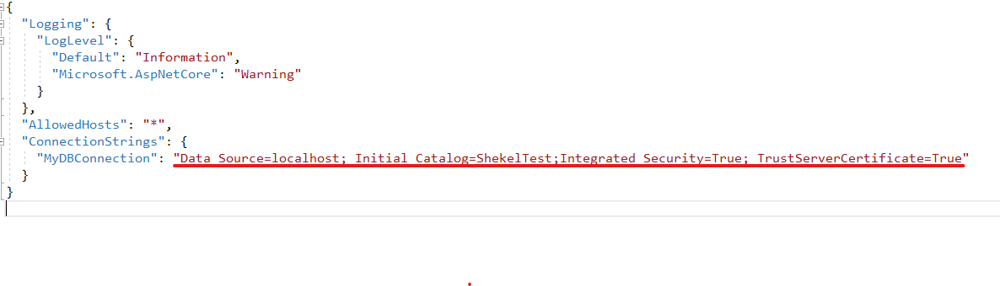 {
"Logging": {
"LogLevel": {
"Default": "Information",
"Microsoft.AspNetCore": "Warning"
}
},
"AllowedHosts": "*",
"ConnectionStrings": {
"MyDBConnection": "Data Source=localhost; Initial Catalog=ShekelTest;Integrated Security=True; TrustServerCertificate=True"
}
}